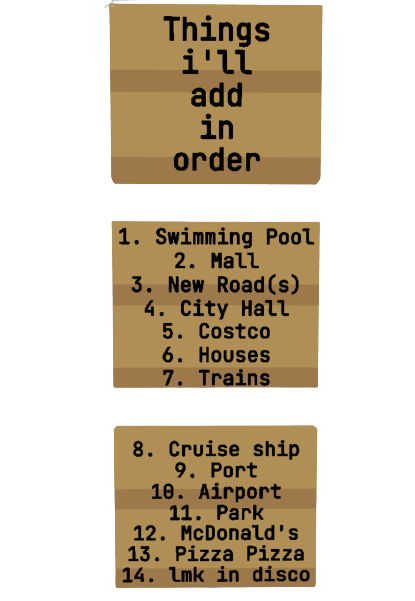 Things
i'll
add
in
order
1. Swimming Pool
2. Mall
3. New Road(s)
4. City Hall
5. Costco
6. Houses
7. Trains
8. Cruise ship
9. Port
10. Airport
11. Park
12. McDonald's
13. Pizza Pizza
14. lmk in disco